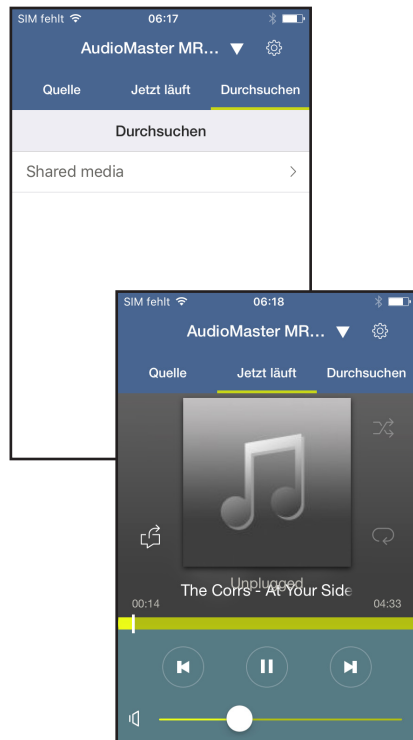 SIM fehlt 06:17
AudioMaster MR... ▼
Quelle Jetzt läuft Durchsuchen
Durchsuchen
Shared media
SIM fehlt 06:18
AudioMaster MR... ▼
Quelle Jetzt läuft Durchsuchen
Unplugged
The Corrs - At Your Side
00:14 04:33